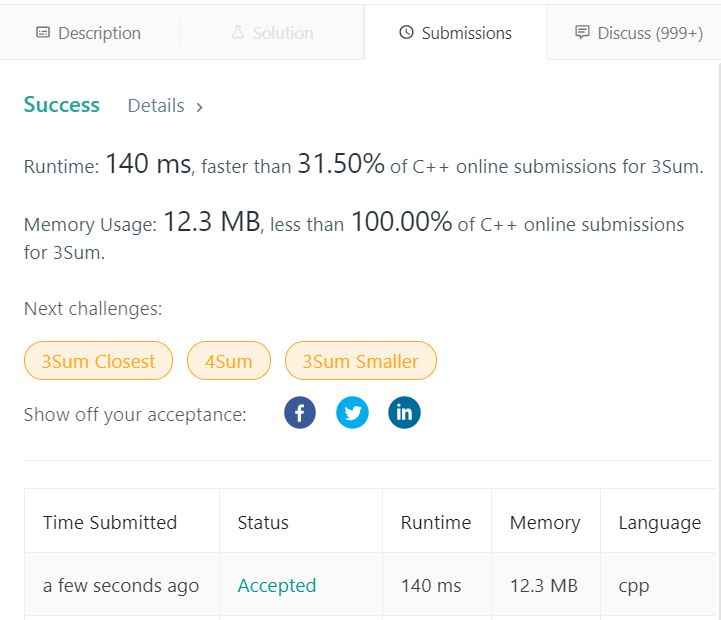 Description
Solution
Submissions
Discuss (999+)
Success Details >
Runtime: 140 ms, faster than 31.50% of C++ online submissions for 3Sum.
Memory Usage: 12.3 MB, less than 100.00% of C++ online submissions
for 3Sum.
Next challenges:
3Sum Closest 4Sum 3Sum Smaller
Show off your acceptance: f in
Time Submitted Status Runtime Memory Language
a few seconds ago Accepted 140 ms 12.3 MB cpp